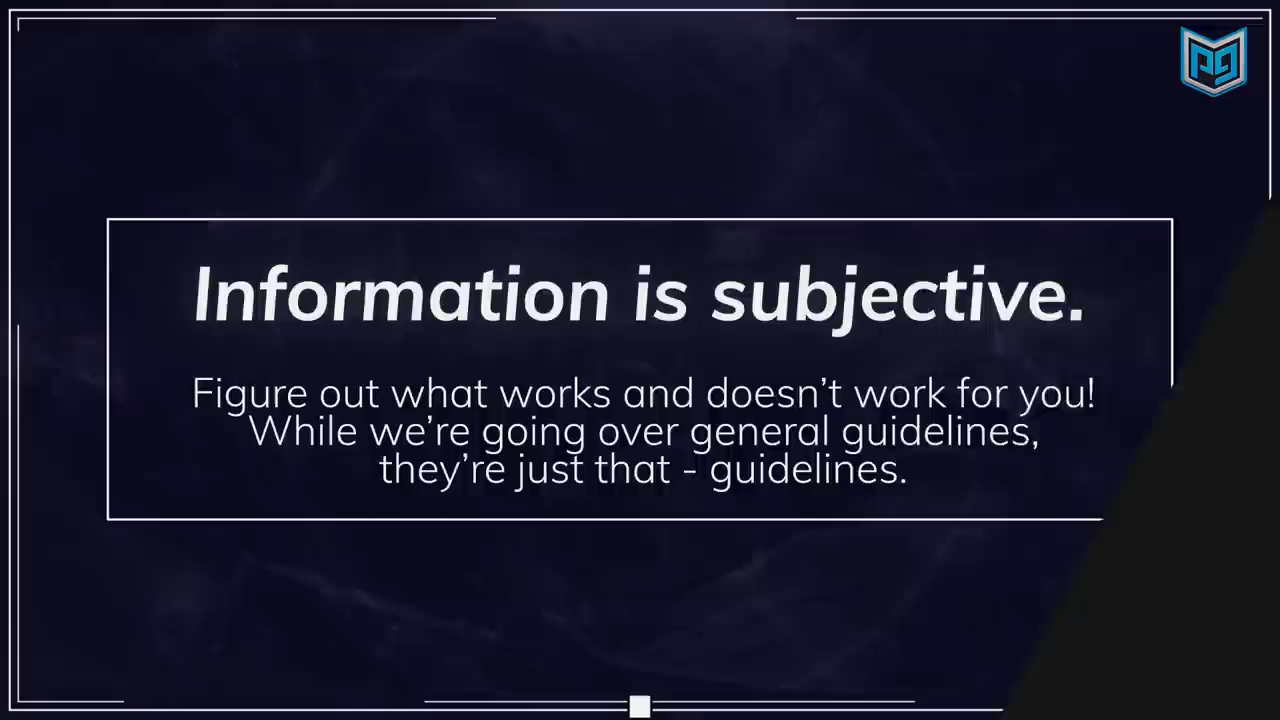 PG
Information is subjective.
Figure out what works and doesn’t work for you!
While we’re going over general guidelines,
they’re just that - guidelines.